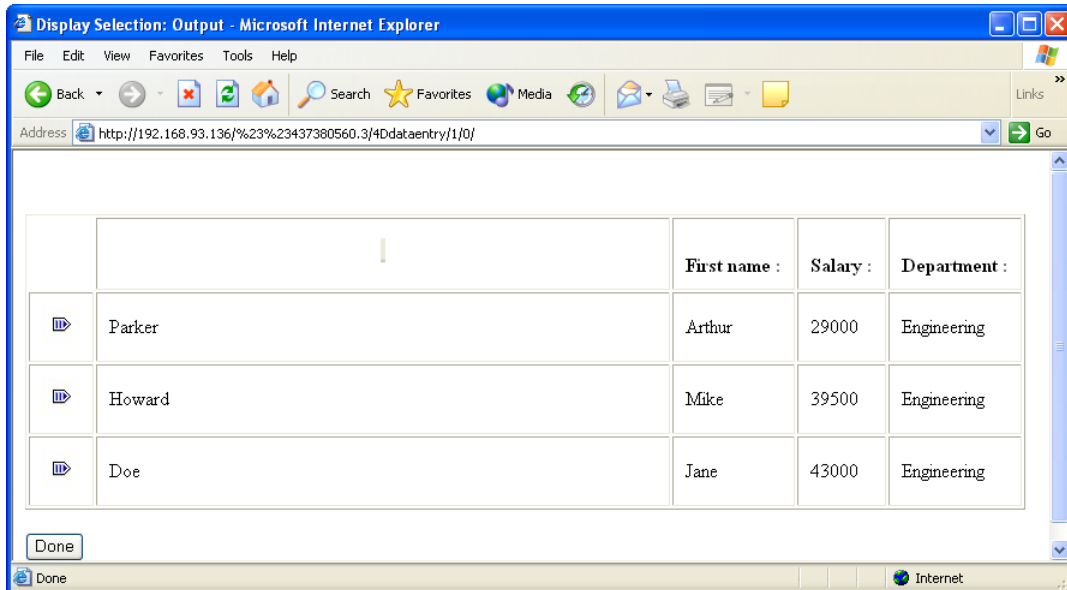 Display Selection: Output - Microsoft Internet Explorer
File Edit View Favorites Tools Help
Back Search Favorites Media Links
Address http://192.168.93.136/%23%23437380560.3/4Ddataentry/1/0/ Go
First name : Salary : Department :
Parker Arthur 29000 Engineering
Howard Mike 39500 Engineering
Doe Jane 43000 Engineering
Done
Done Internet